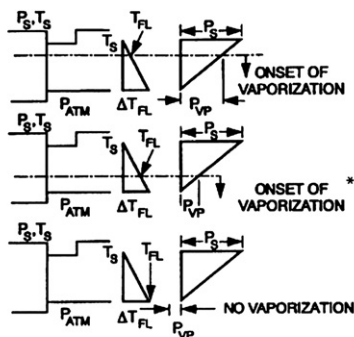 P_S,T_S
T_FL
T_S
P_S
ONSET OF
VAPORIZATION
P_ATM
ΔT_FL
P_VP
P_S,T_S
T_FL
T_S
P_S
P_VP
ONSET OF *
VAPORIZATION
P_ATM
ΔT_FL
P_S,T_S
T_FL
T_S
P_S
NO VAPORIZATION
P_ATM
ΔT_FL
P_VP